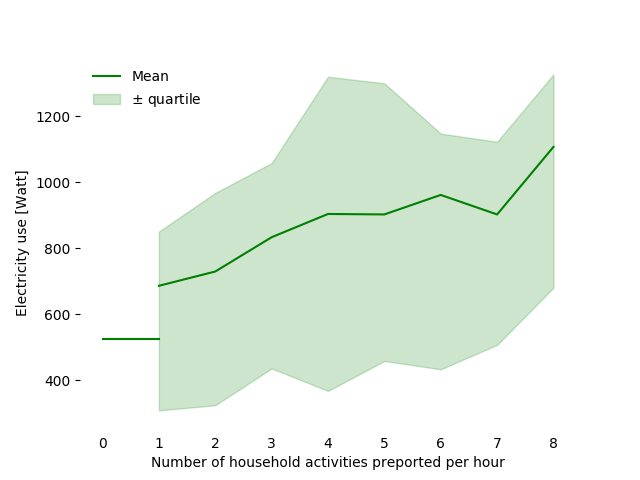 Mean
± quartile
1200
1000
800
600
400
Electricity use [Watt]
0 1 2 3 4 5 6 7 8
Number of household activities preported per hour